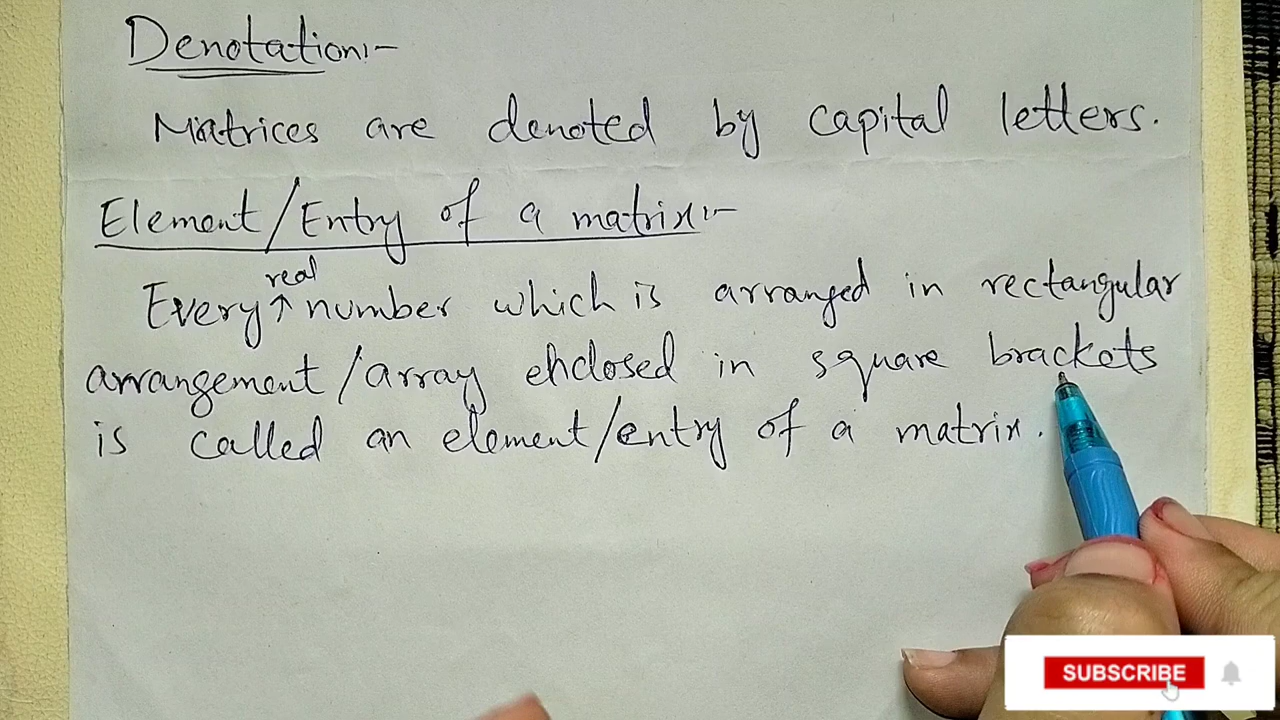 Denotation:-
Matrices are denoted by capital letters.
Element/Entry of a matrix:-
real
Every↑ number which is arranged in rectangular
arrangement/array enclosed in square brackets
is called an element/entry of a matrix.
SUBSCRIBE